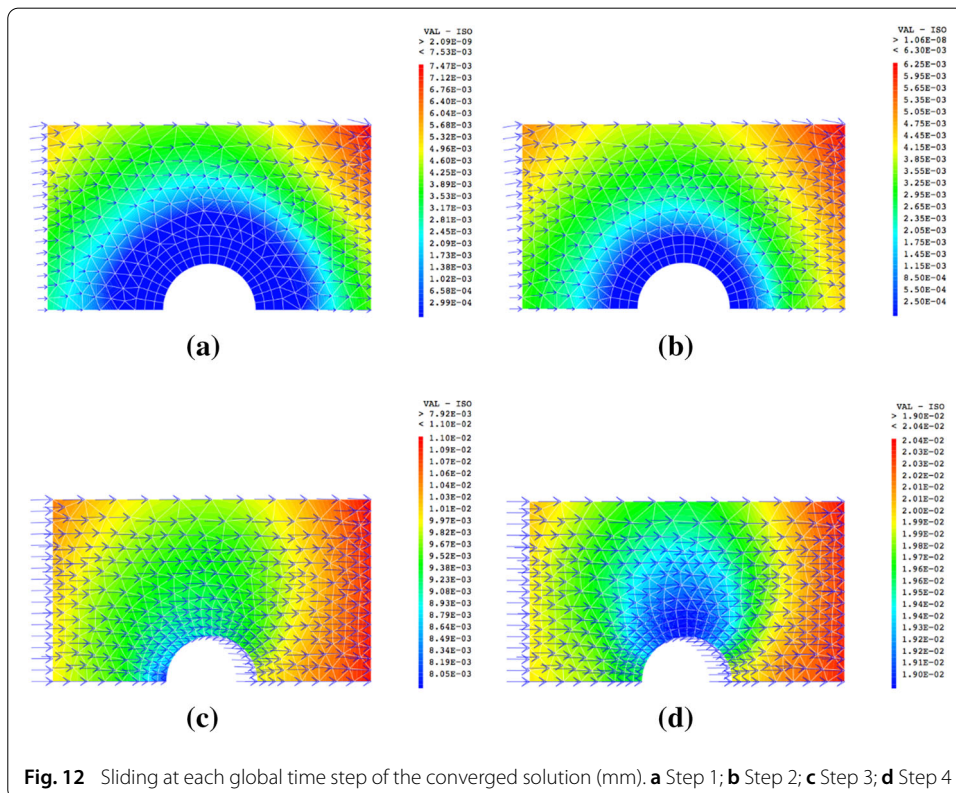 VAL - ISO
> 2.09E-09
< 7.53E-03
7.47E-03
7.12E-03
6.76E-03
6.40E-03
6.04E-03
5.68E-03
5.32E-03
4.96E-03
4.60E-03
4.25E-03
3.89E-03
3.53E-03
3.17E-03
2.81E-03
2.45E-03
2.09E-03
1.73E-03
1.38E-03
1.02E-03
6.58E-04
2.99E-04
(a)
VAL - ISO
> 1.06E-08
< 6.30E-03
6.25E-03
5.95E-03
5.65E-03
5.35E-03
5.05E-03
4.75E-03
4.45E-03
4.15E-03
3.85E-03
3.55E-03
3.25E-03
2.95E-03
2.65E-03
2.35E-03
2.05E-03
1.75E-03
1.45E-03
1.15E-03
8.50E-04
5.50E-04
2.50E-04
(b)
VAL - ISO
> 7.92E-03
< 1.10E-02
1.10E-02
1.09E-02
1.07E-02
1.06E-02
1.04E-02
1.03E-02
1.01E-02
9.97E-03
9.82E-03
9.67E-03
9.52E-03
9.38E-03
9.23E-03
9.08E-03
8.93E-03
8.79E-03
8.64E-03
8.49E-03
8.34E-03
8.19E-03
8.05E-03
(c)
VAL - ISO
> 1.90E-02
< 2.04E-02
2.04E-02
2.03E-02
2.02E-02
2.02E-02
2.01E-02
2.00E-02
2.00E-02
1.99E-02
1.99E-02
1.98E-02
1.97E-02
1.96E-02
1.96E-02
1.95E-02
1.94E-02
1.94E-02
1.93E-02
1.92E-02
1.92E-02
1.91E-02
1.90E-02
(d)
Fig. 12 Sliding at each global time step of the converged solution (mm). a Step 1; b Step 2; c Step 3; d Step 4